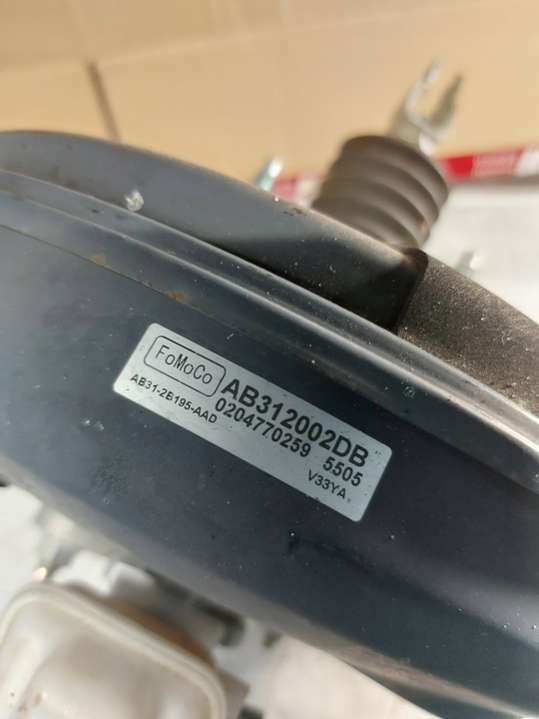 FoMoCo
AB312002DB
AB31-2B195-AAD
0204770259 5505
V33YA